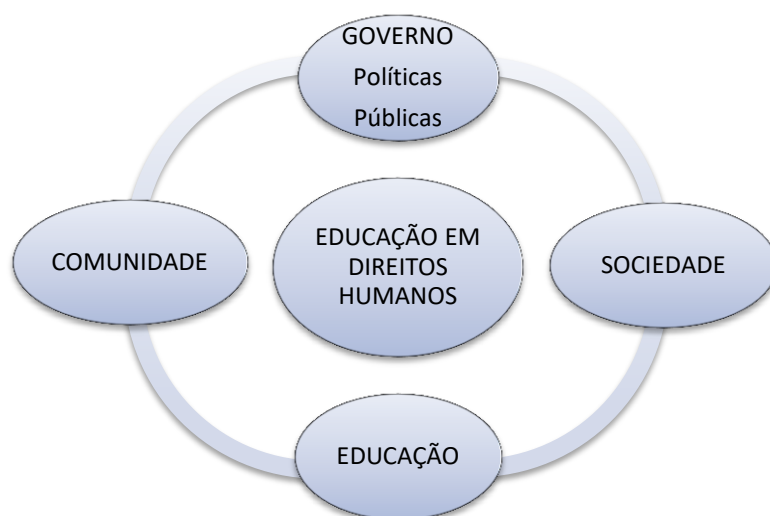 GOVERNO
Políticas
Públicas
COMUNIDADE
EDUCAÇÃO EM
DIREITOS
HUMANOS
SOCIEDADE
EDUCAÇÃO